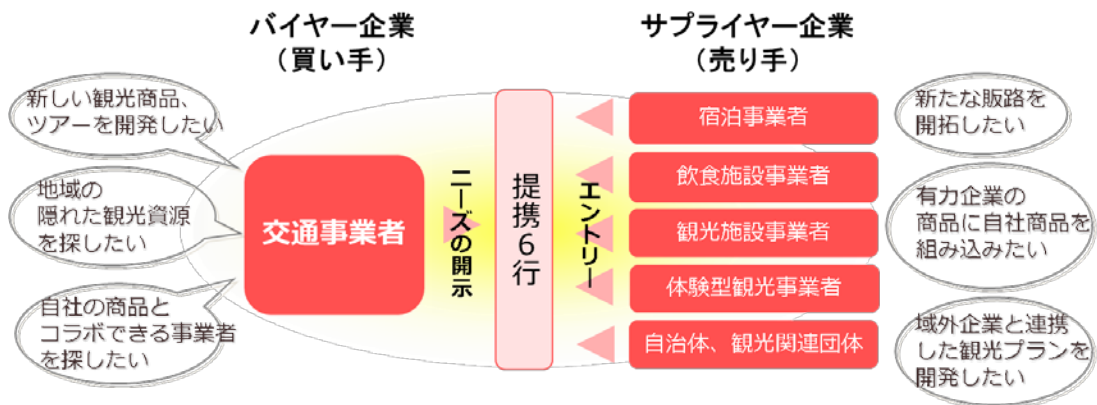 バイヤー企業
（買い手）
サプライヤー企業
（売り手）
新しい観光商品、
ツアーを開発したい
地域の
隠れた観光資源
を探したい
自社の商品と
コラボできる事業者
を探したい
交通事業者
ニーズの開示
提携6行
エントリー
宿泊事業者
飲食施設事業者
観光施設事業者
体験型観光事業者
自治体、観光関連団体
新たな販路を
開拓したい
有力企業の
商品に自社商品を
組み込みたい
域外企業と連携
した観光プランを
開発したい